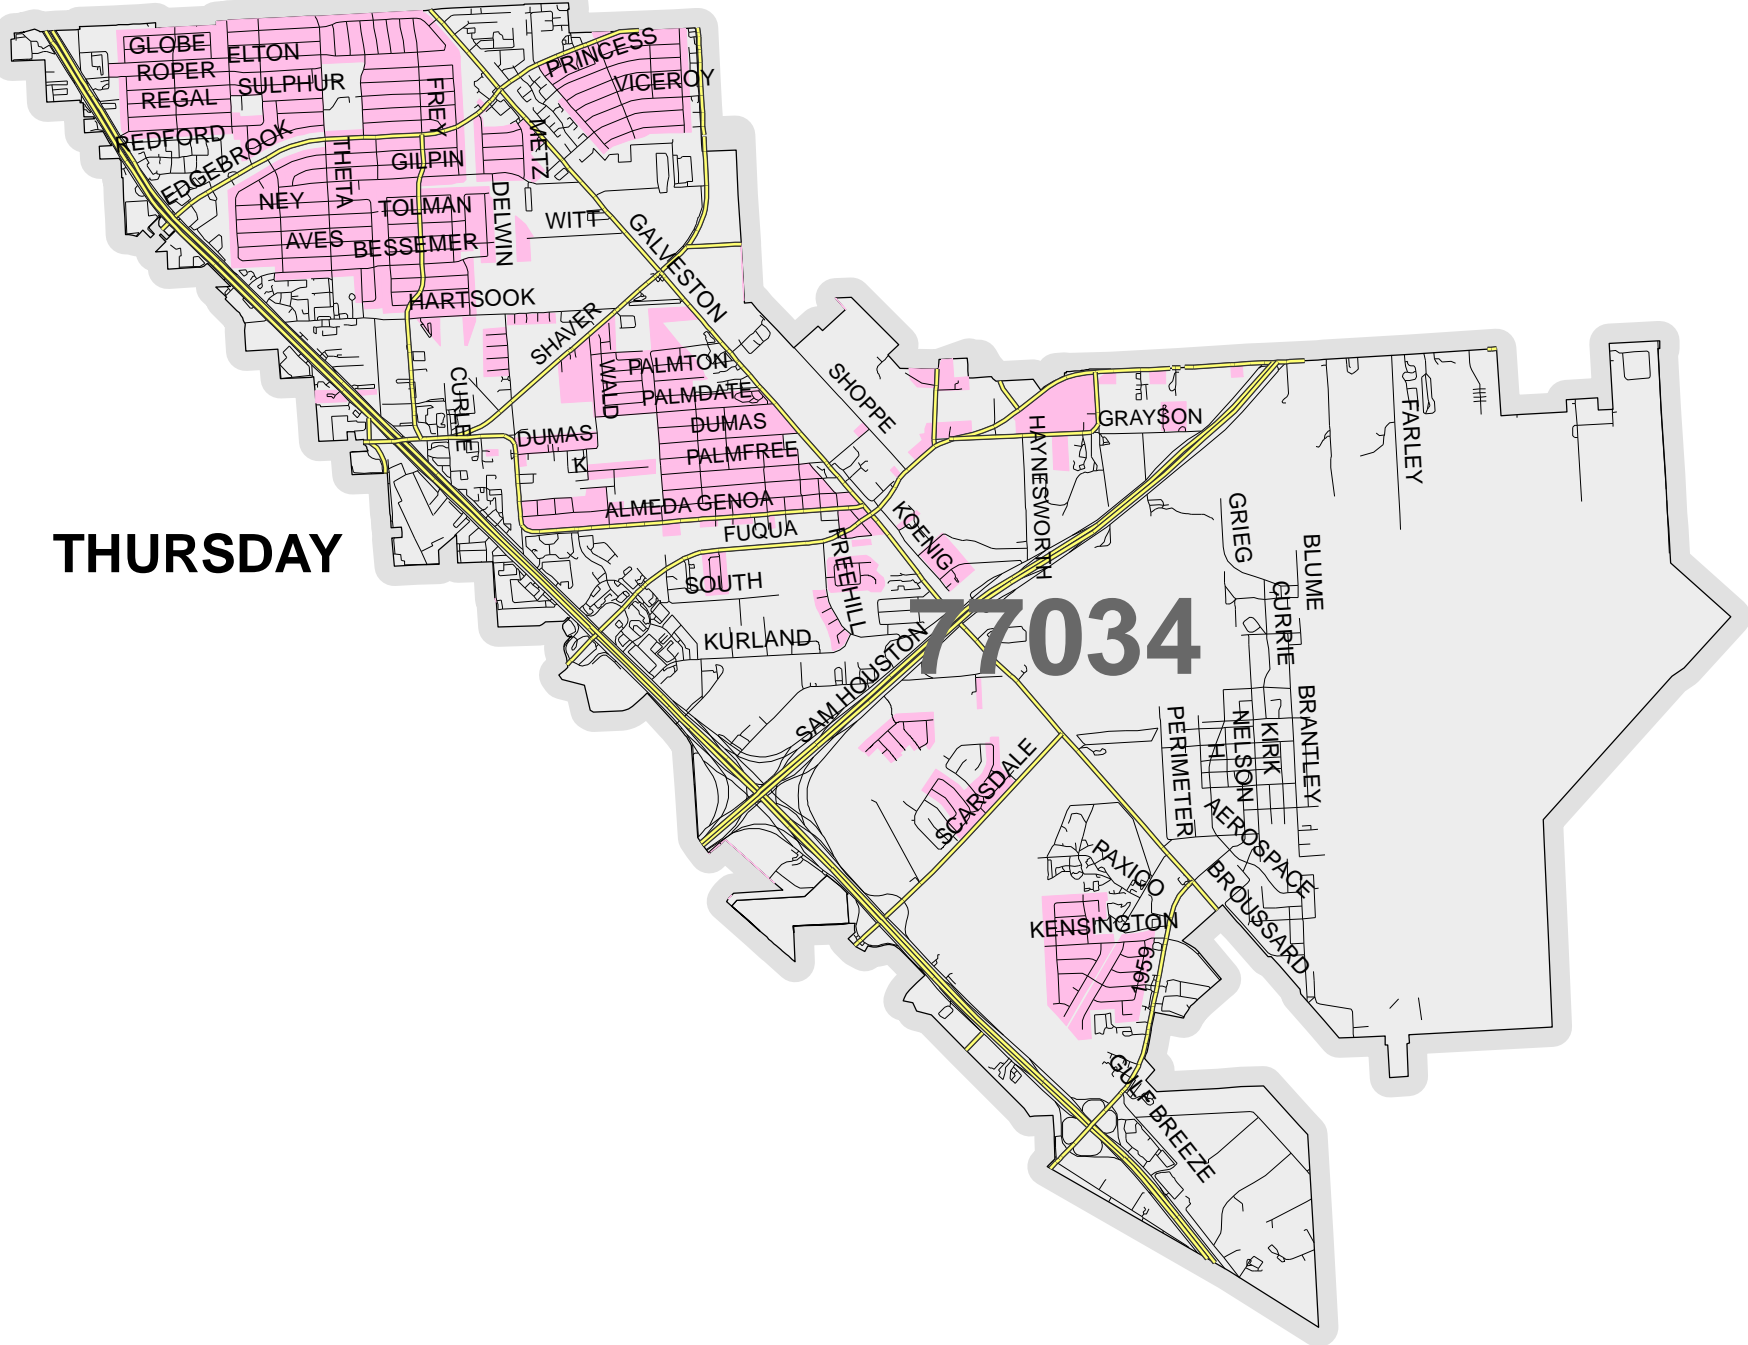 GLOBE
ELTON
PRINCESS
ROPER
SULPHUR
VICEROY
REGAL
FREY
REDFORD
EDGEBROOK
THETA
GILPIN
METZ
NEY
TOLMAN
DELWIN
WITT
AVES
BESSEMER
GALVESTON
HARTSOOK
SHAVER
PALMTON
WALD
CURLEE
PALMDATE
SHOPPE
DUMAS
GRAYSON
FARLEY
DUMAS
PALMFREE
K
HAYNESWORTH
ALMEDA GENOA
KOENIG
GRIEG
FUQUA
FREEHILL
BLUME
THURSDAY
SOUTH
CURRIE
77034
KURLAND
SAM HOUSTON
PERIMETER
H
NELSON
KIRK
BRANTLEY
SCARSDALE
AEROSPACE
PAXICO
BROUSSARD
KENSINGTON
1959
GULF BREEZE